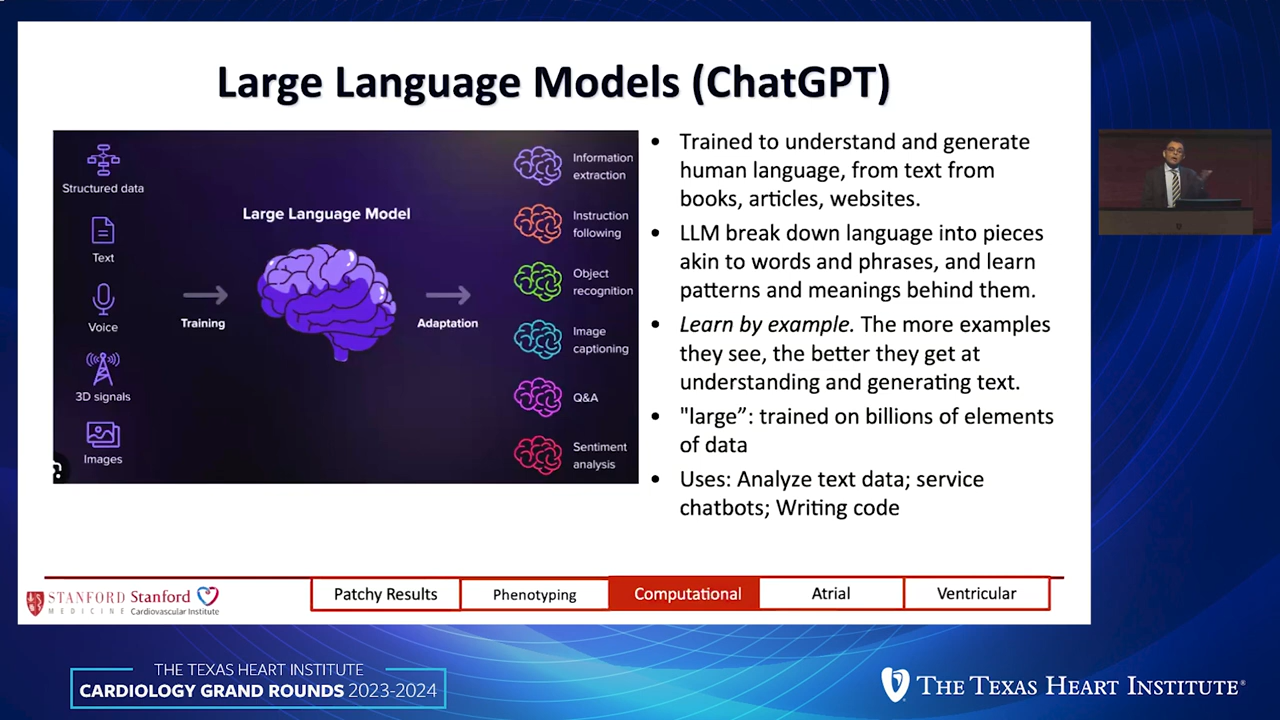 Large Language Models (ChatGPT)
Structured data
Text
Voice
3D signals
Images
Training
Large Language Model
Adaptation
Information
extraction
Instruction
following
Object
recognition
Image
captioning
Q&A
Sentiment
analysis
• Trained to understand and generate
human language, from text from
books, articles, websites.
• LLM break down language into pieces
akin to words and phrases, and learn
patterns and meanings behind them.
• Learn by example. The more examples
they see, the better they get at
understanding and generating text.
• "large”: trained on billions of elements
of data
• Uses: Analyze text data; service
chatbots; Writing code
STANFORD
MEDICINE
Stanford
Cardiovascular Institute
Patchy Results
Phenotyping
Computational
Atrial
Ventricular
THE TEXAS HEART INSTITUTE
CARDIOLOGY GRAND ROUNDS 2023-2024
THE TEXAS HEART INSTITUTE®